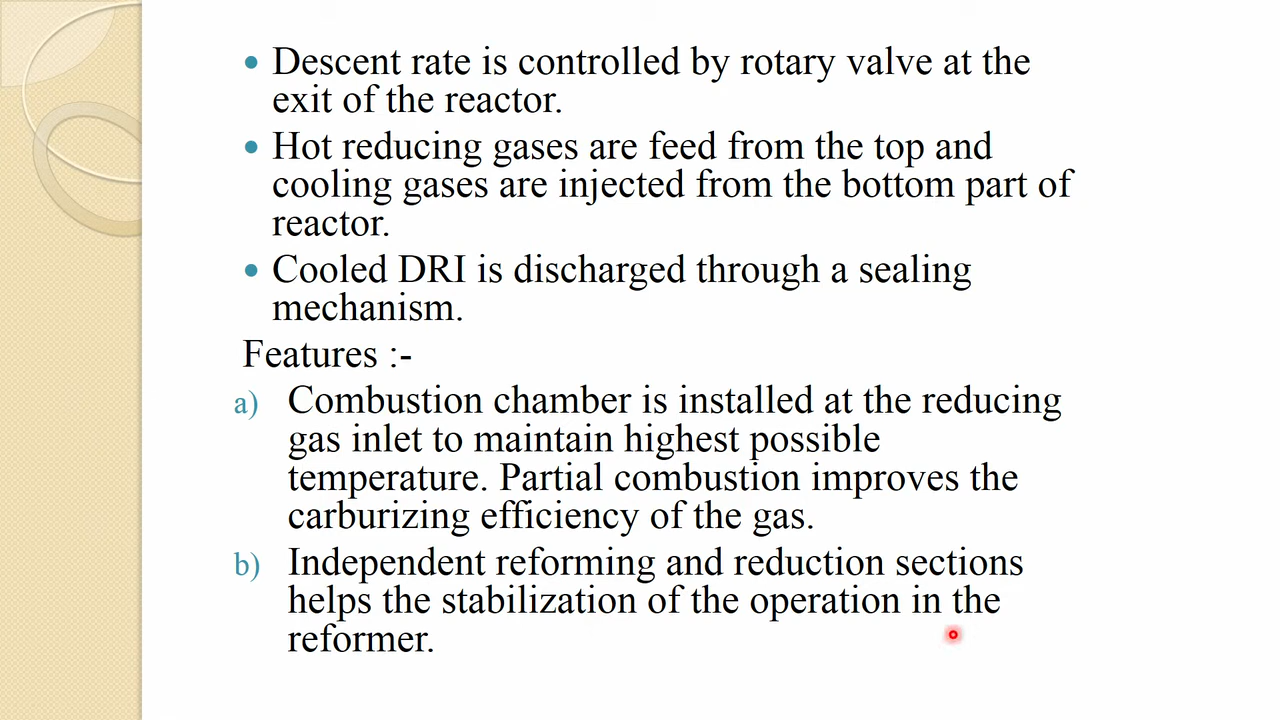 • Descent rate is controlled by rotary valve at the
exit of the reactor.
• Hot reducing gases are feed from the top and
cooling gases are injected from the bottom part of
reactor.
• Cooled DRI is discharged through a sealing
mechanism.
Features :-
a) Combustion chamber is installed at the reducing
gas inlet to maintain highest possible
temperature. Partial combustion improves the
carburizing efficiency of the gas.
b) Independent reforming and reduction sections
helps the stabilization of the operation in the
reformer.